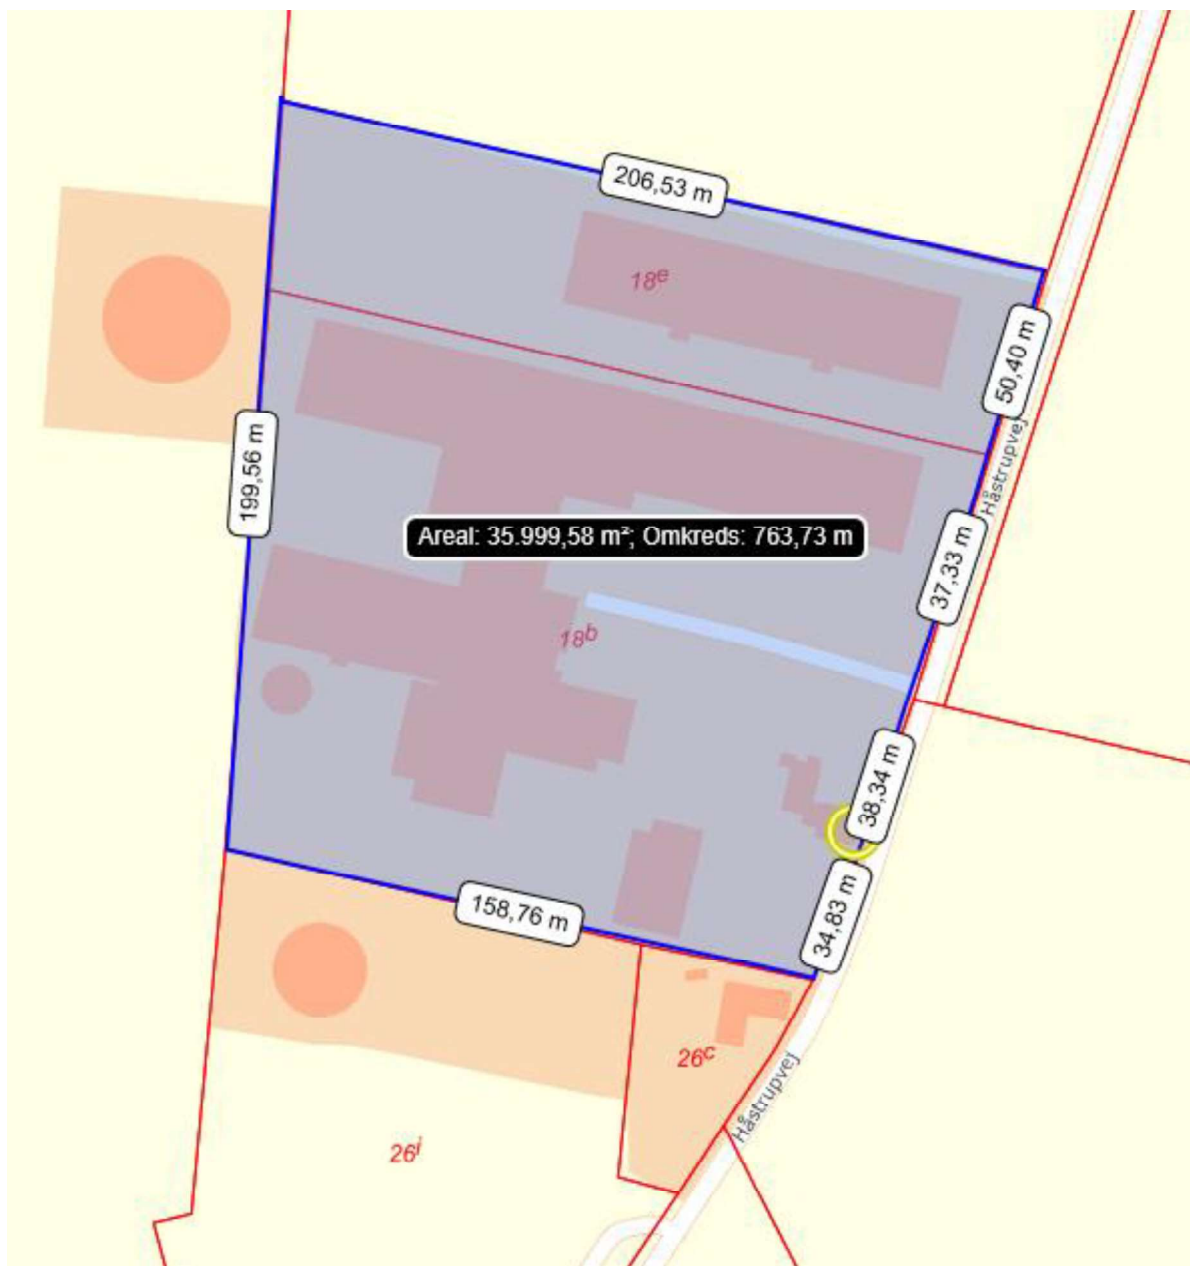 206,53 m
18e
50,40 m
Håstrupvej
199,56 m
Areal: 35.999,58 m²; Omkreds: 763,73 m
37,33 m
18b
38,34 m
34,83 m
158,76 m
26c
Håstrupvej
26i